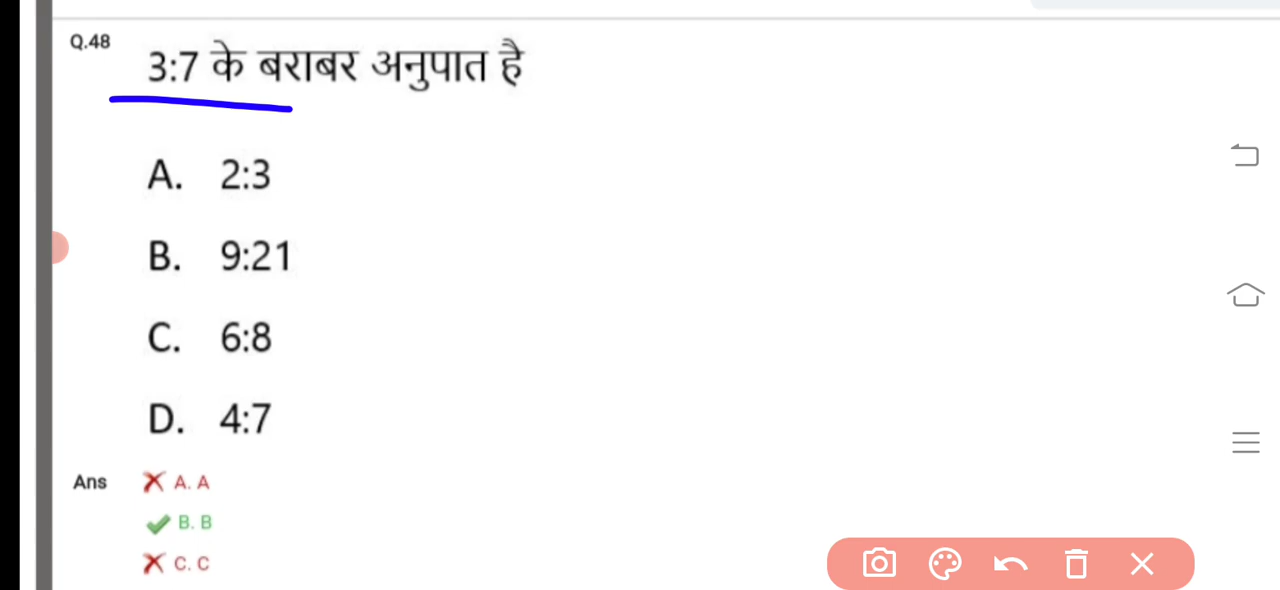 Q.48
3:7 के बराबर अनुपात है
A. 2:3
B. 9:21
C. 6:8
D. 4:7
Ans
A. A
B. B
C. C